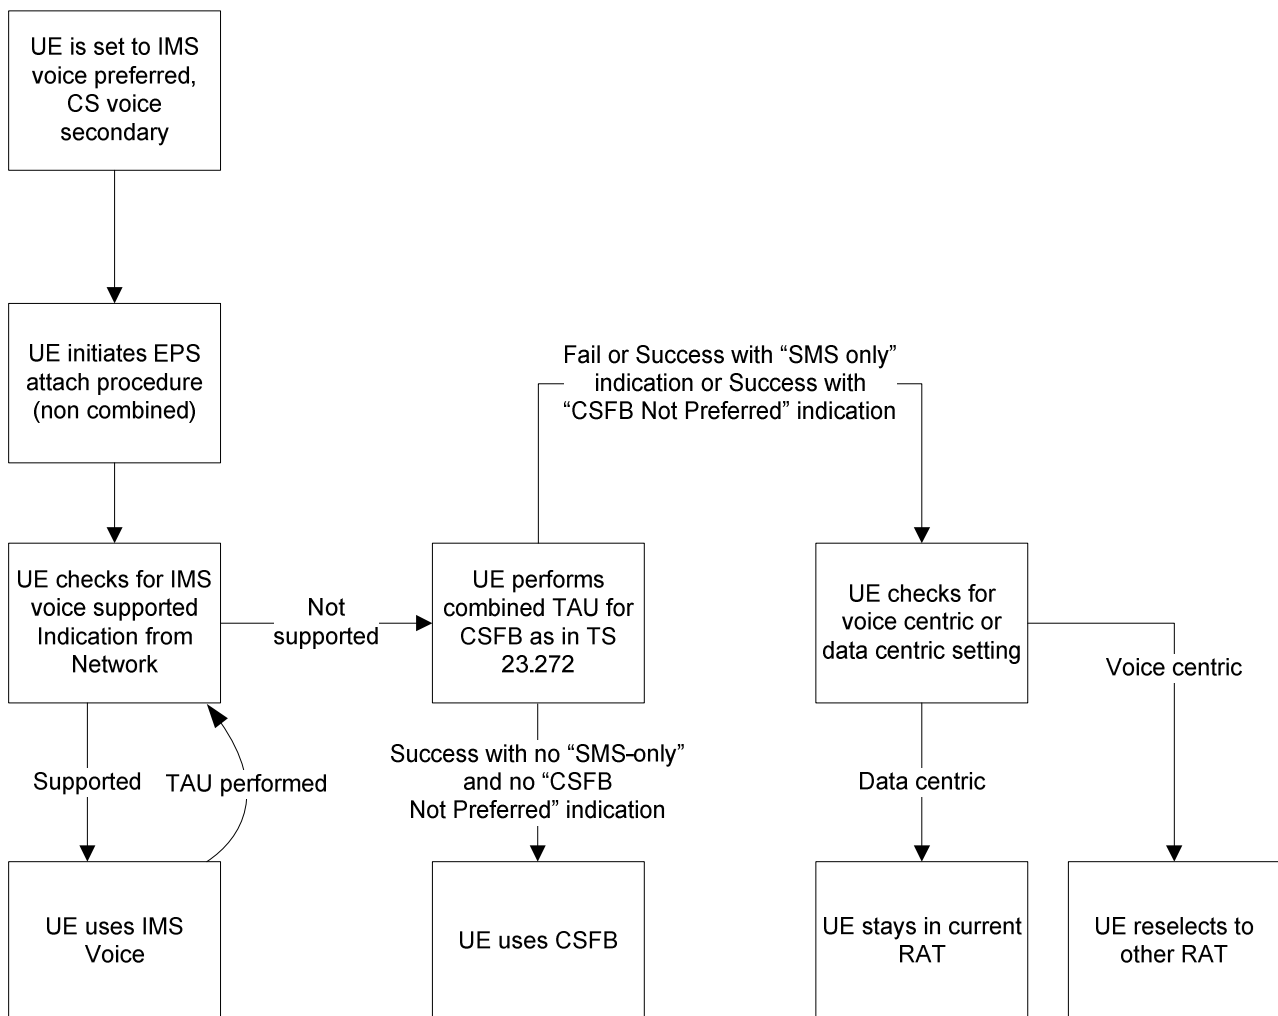 UE is set to IMS
voice preferred,
CS voice
secondary
UE initiates EPS
attach procedure
(non combined)
Fail or Success with “SMS only”
indication or Success with
“CSFB Not Preferred” indication
UE checks for IMS
voice supported
Indication from
Network
Not
supported
UE performs
combined TAU for
CSFB as in TS
23.272
UE checks for
voice centric or
data centric setting
Voice centric
Supported
TAU performed
Success with no “SMS-only”
and no “CSFB
Not Preferred” indication
Data centric
UE uses IMS
Voice
UE uses CSFB
UE stays in current
RAT
UE reselects to
other RAT